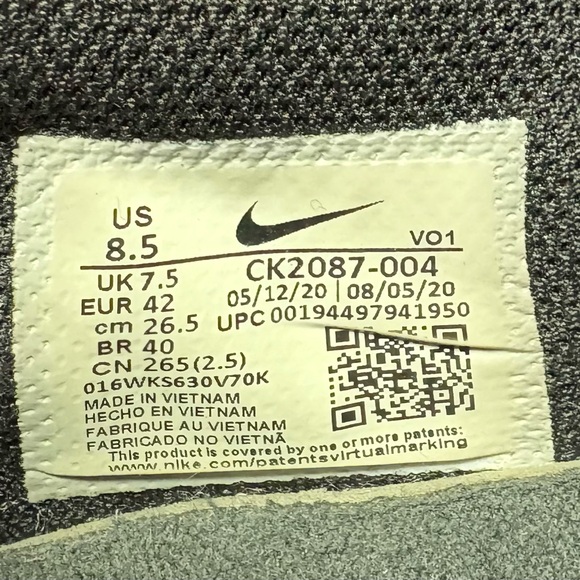 US
8.5
VO1
UK 7.5
CK2087-004
EUR 42
05/12/20 | 08/05/20
cm 26.5
UPC 00194497941950
BR 40
CN 265(2.5)
016WKS630V70K
MADE IN VIETNAM
HECHO EN VIETNAM
FABRIQUE AU VIETNAM
FABRICADO NO VIETNÃ
This product is covered by one or more patents:
www.nike.com/patentsvirtualmarking